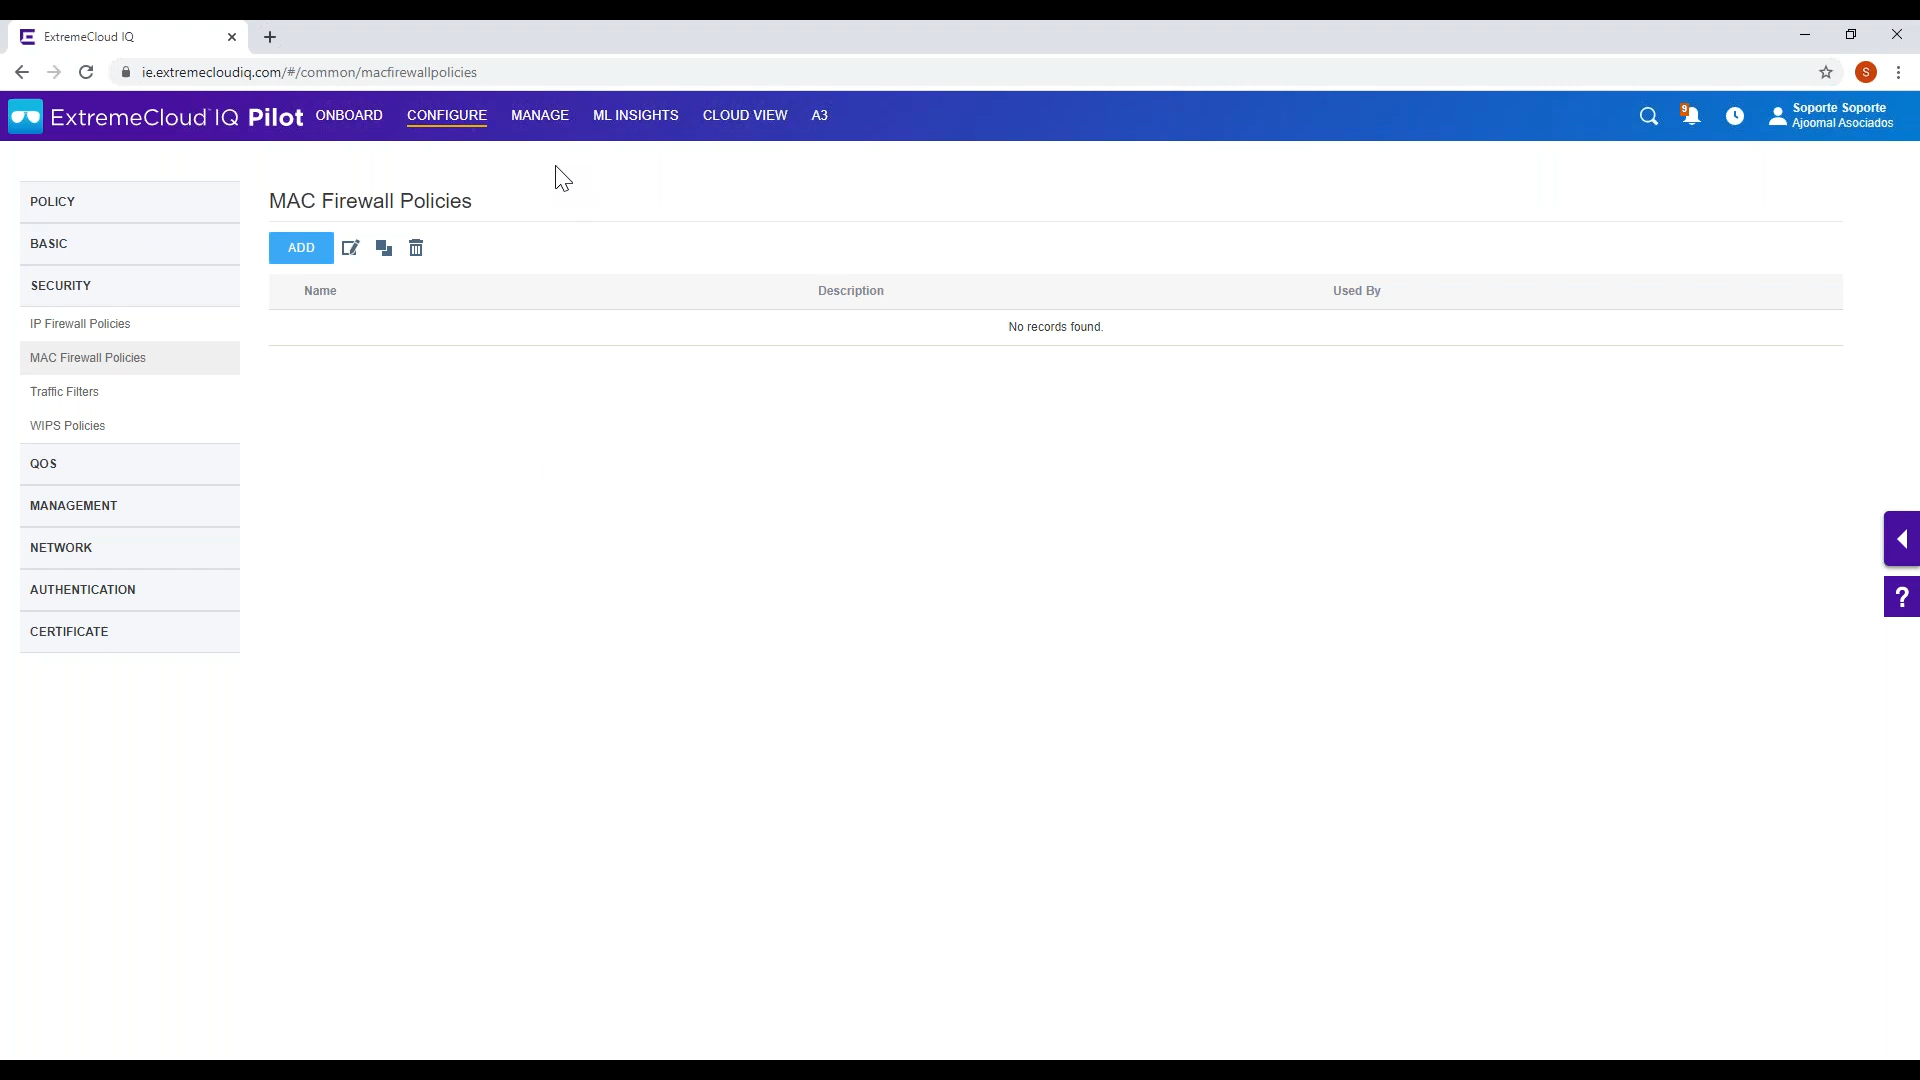 ExtremeCloud IQ
ie.extremecloudiq.com/#/common/macfirewallpolicies
S
ExtremeCloud IQ Pilot ONBOARD CONFIGURE MANAGE ML INSIGHTS CLOUD VIEW A3
9
Soporte Soporte
Ajoomal Asociados
POLICY
BASIC
SECURITY
IP Firewall Policies
MAC Firewall Policies
Traffic Filters
WIPS Policies
QOS
MANAGEMENT
NETWORK
AUTHENTICATION
CERTIFICATE
MAC Firewall Policies
ADD
Name Description Used By
No records found.
?